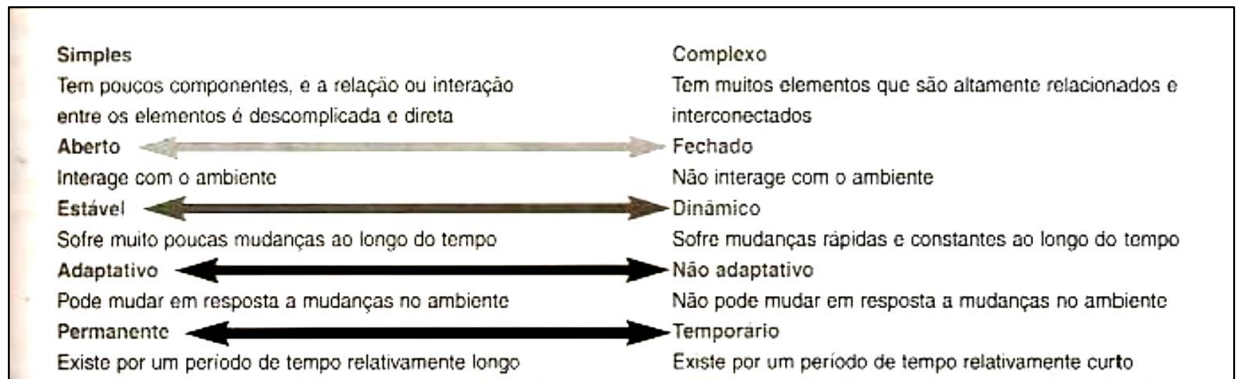 Simples
Complexo
Tem poucos componentes, e a relação ou interação
entre os elementos é descomplicada e direta
Tem muitos elementos que são altamente relacionados e
interconectados
Aberto
Fechado
Interage com o ambiente
Não interage com o ambiente
Estável
Dinâmico
Sofre muito poucas mudanças ao longo do tempo
Sofre mudanças rápidas e constantes ao longo do tempo
Adaptativo
Não adaptativo
Pode mudar em resposta a mudanças no ambiente
Não pode mudar em resposta a mudanças no ambiente
Permanente
Temporário
Existe por um período de tempo relativamente longo
Existe por um período de tempo relativamente curto